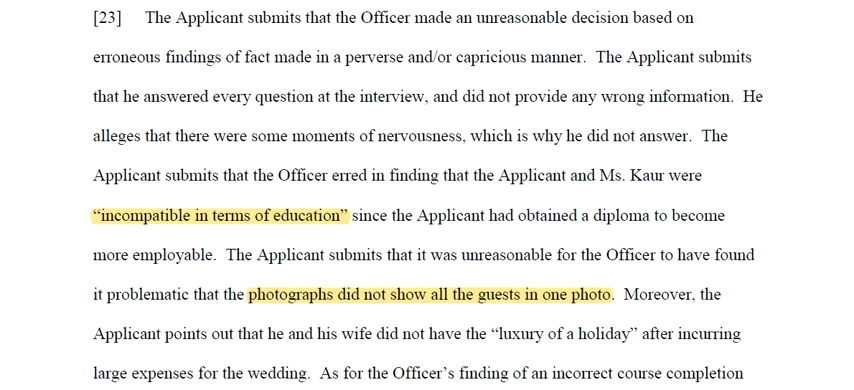 [23] The Applicant submits that the Officer made an unreasonable decision based on
erroneous findings of fact made in a perverse and/or capricious manner. The Applicant submits
that he answered every question at the interview, and did not provide any wrong information. He
alleges that there were some moments of nervousness, which is why he did not answer. The
Applicant submits that the Officer erred in finding that the Applicant and Ms. Kaur were
“incompatible in terms of education” since the Applicant had obtained a diploma to become
more employable. The Applicant submits that it was unreasonable for the Officer to have found
it problematic that the photographs did not show all the guests in one photo. Moreover, the
Applicant points out that he and his wife did not have the “luxury of a holiday” after incurring
large expenses for the wedding. As for the Officer’s finding of an incorrect course completion